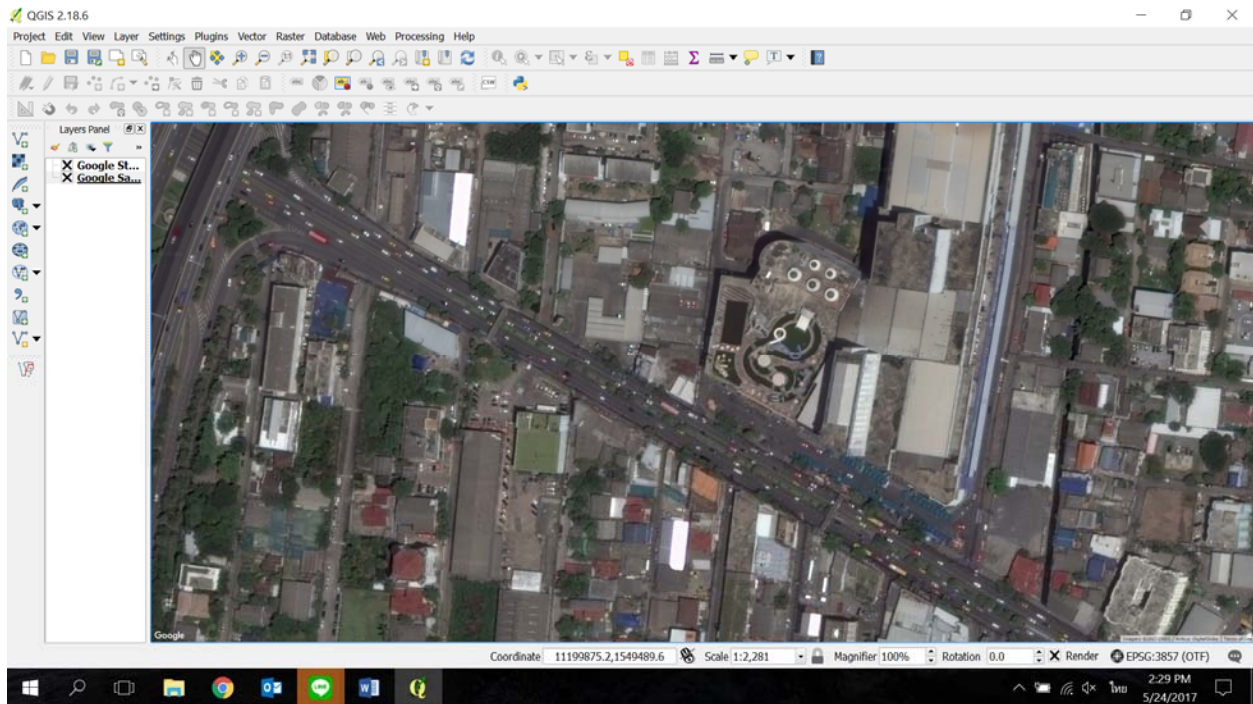 QGIS 2.18.6
Project Edit View Layer Settings Plugins Vector Raster Database Web Processing Help
CSW
Layers Panel
»
X Google St...
X Google Sa...
Google
Coordinate 11199875.2,1549489.6 Scale 1:2,281 Magnifier 100% Rotation 0.0 X Render EPSG:3857 (OTF)
LINE
ไทย
2:29 PM
5/24/2017